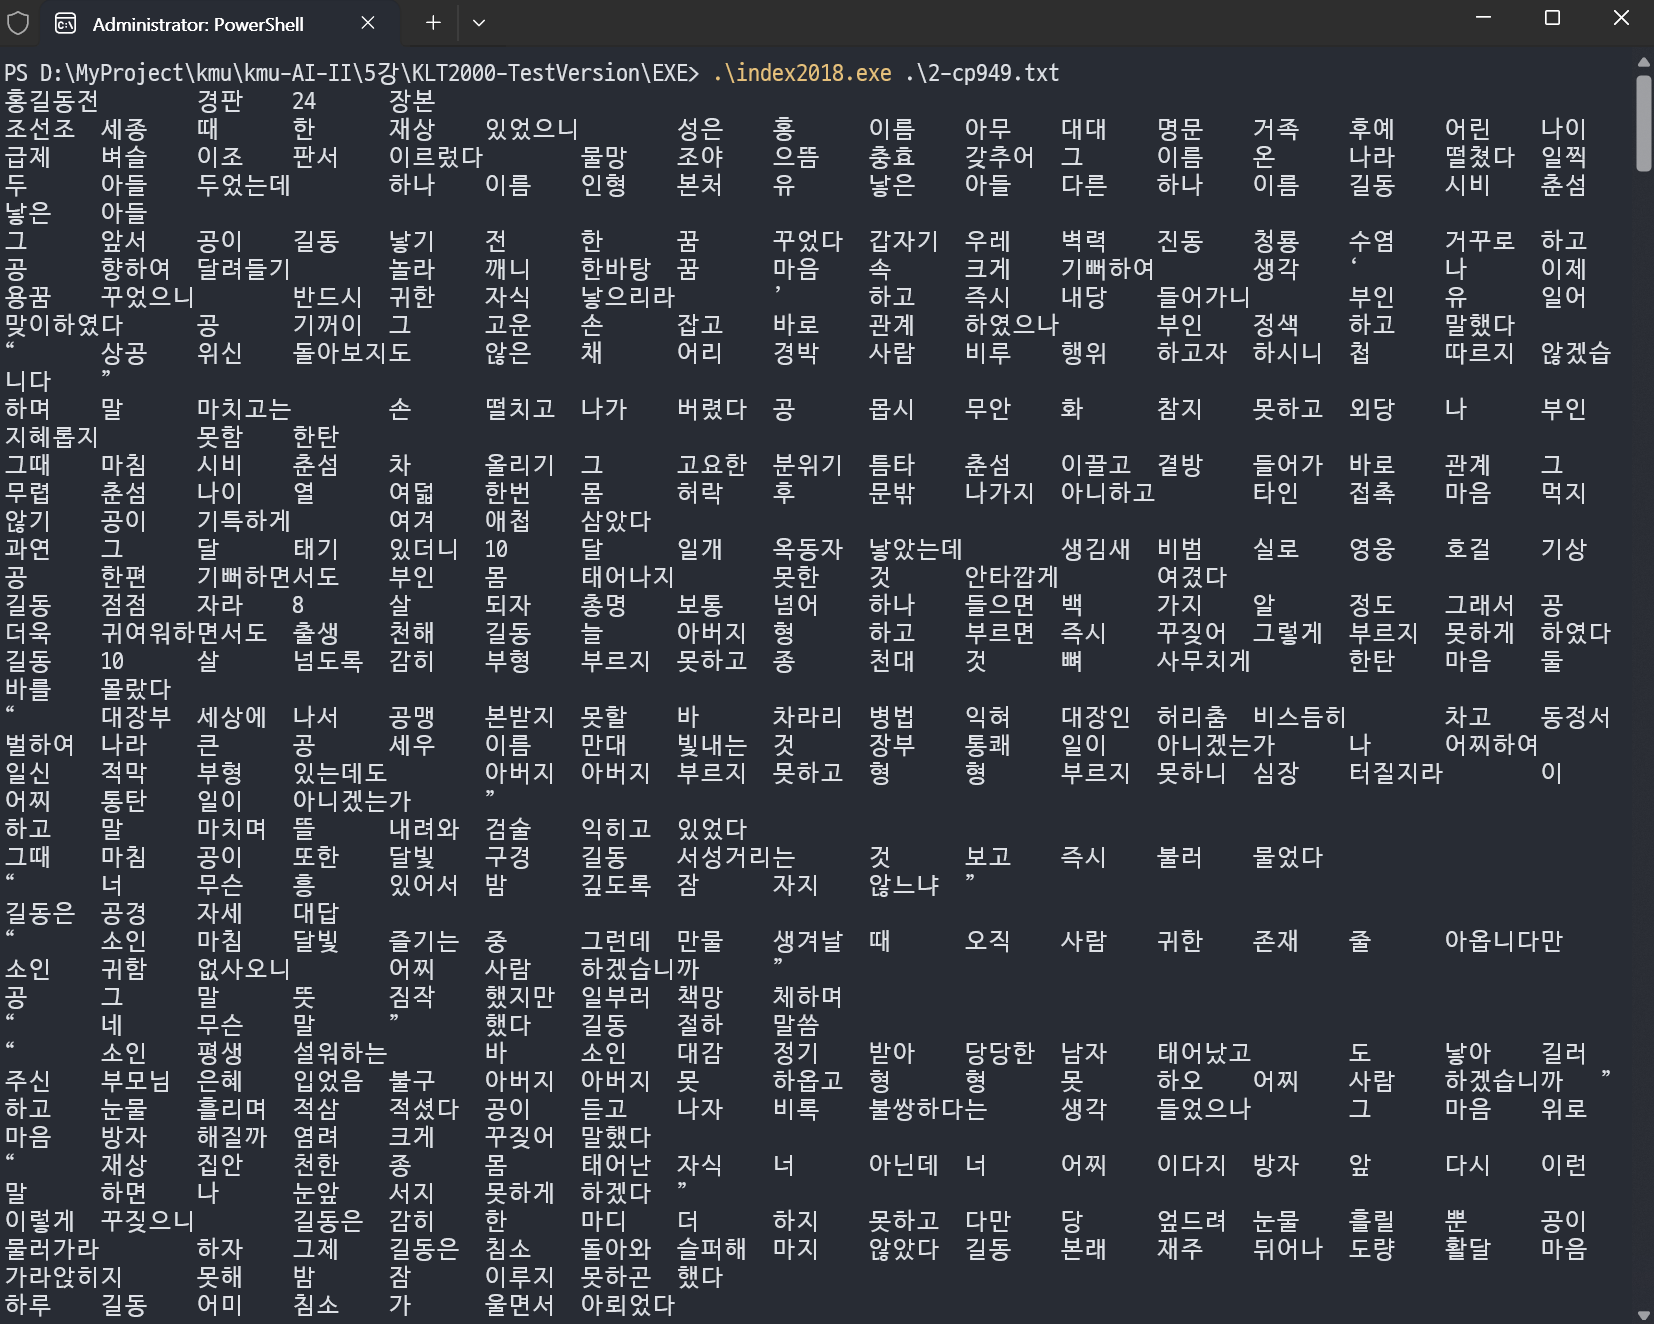 Administrator: PowerShell
PS D:\MyProject\kmu\kmu-AI-II\5강\KLT2000-TestVersion\EXE> .\index2018.exe .\2-cp949.txt
홍길동전 경판 24 장본
조선조 세종 때 한 재상 있었으니 성은 홍 이름 아무 대대 명문 거족 후예 어린 나이
급제 벼슬 이조 판서 이르렀다 물망 조야 으뜸 충효 갖추어 그 이름 온 나라 떨쳤다 일찍
두 아들 두었는데 하나 이름 인형 본처 유 낳은 아들 다른 하나 이름 길동 시비 춘섬
낳은 아들
그 앞서 공이 길동 낳기 전 한 꿈 꾸었다 갑자기 우레 벽력 진동 청룡 수염 거꾸로 하고
공 향하여 달려들기 놀라 깨니 한바탕 꿈 마음 속 크게 기뻐하여 생각 ‘ 나 이제
용꿈 꾸었으니 반드시 귀한 자식 낳으리라 ’ 하고 즉시 내당 들어가니 부인 유 일어
맞이하였다 공 기꺼이 그 고운 손 잡고 바로 관계 하였으나 부인 정색 하고 말했다
“ 상공 위신 돌아보지도 않은 채 어리 경박 사람 비루 행위 하고자 하시니 첩 따르지 않겠습
니다 ”
하며 말 마치고는 손 떨치고 나가 버렸다 공 몹시 무안 화 참지 못하고 외당 나 부인
지혜롭지 못함 한탄
그때 마침 시비 춘섬 차 올리기 그 고요한 분위기 틈타 춘섬 이끌고 곁방 들어가 바로 관계 그
무렵 춘섬 나이 열 여덟 한번 몸 허락 후 문밖 나가지 아니하고 타인 접촉 마음 먹지
않기 공이 기특하게 여겨 애첩 삼았다
과연 그 달 태기 있더니 10 달 일개 옥동자 낳았는데 생김새 비범 실로 영웅 호걸 기상
공 한편 기뻐하면서도 부인 몸 태어나지 못한 것 안타깝게 여겼다
길동 점점 자라 8 살 되자 총명 보통 넘어 하나 들으면 백 가지 알 정도 그래서 공
더욱 귀여워하면서도 출생 천해 길동 늘 아버지 형 하고 부르면 즉시 꾸짖어 그렇게 부르지 못하게 하였다
길동 10 살 넘도록 감히 부형 부르지 못하고 종 천대 것 뼈 사무치게 한탄 마음 둘
바를 몰랐다
“ 대장부 세상에 나서 공맹 본받지 못할 바 차라리 병법 익혀 대장인 허리춤 비스듬히 차고 동정서
벌하여 나라 큰 공 세우 이름 만대 빛내는 것 장부 통쾌 일이 아니겠는가 나 어찌하여
일신 적막 부형 있는데도 아버지 아버지 부르지 못하고 형 형 부르지 못하니 심장 터질지라 이
어찌 통탄 일이 아니겠는가 ”
하고 말 마치며 뜰 내려와 검술 익히고 있었다
그때 마침 공이 또한 달빛 구경 길동 서성거리는 것 보고 즉시 불러 물었다
“ 너 무슨 흥 있어서 밤 깊도록 잠 자지 않느냐 ”
길동은 공경 자세 대답
“ 소인 마침 달빛 즐기는 중 그런데 만물 생겨날 때 오직 사람 귀한 존재 줄 아옵니다만
소인 귀함 없사오니 어찌 사람 하겠습니까 ”
공 그 말 뜻 짐작 했지만 일부러 책망 체하며
“ 네 무슨 말 ” 했다 길동 절하 말씀
“ 소인 평생 설워하는 바 소인 대감 정기 받아 당당한 남자 태어났고 도 낳아 길러
주신 부모님 은혜 입었음 불구 아버지 아버지 못 하옵고 형 형 못 하오 어찌 사람 하겠습니까 ”
하고 눈물 흘리며 적삼 적셨다 공이 듣고 나자 비록 불쌍하다는 생각 들었으나 그 마음 위로
마음 방자 해질까 염려 크게 꾸짖어 말했다
“ 재상 집안 천한 종 몸 태어난 자식 너 아닌데 너 어찌 이다지 방자 앞 다시 이런
말 하면 나 눈앞 서지 못하게 하겠다 ”
이렇게 꾸짖으니 길동은 감히 한 마디 더 하지 못하고 다만 당 엎드려 눈물 흘릴 뿐 공이
물러가라 하자 그제 길동은 침소 돌아와 슬퍼해 마지 않았다 길동 본래 재주 뛰어나 도량 활달 마음
가라앉히지 못해 밤 잠 이루지 못하곤 했다
하루 길동 어미 침소 가 울면서 아뢰었다